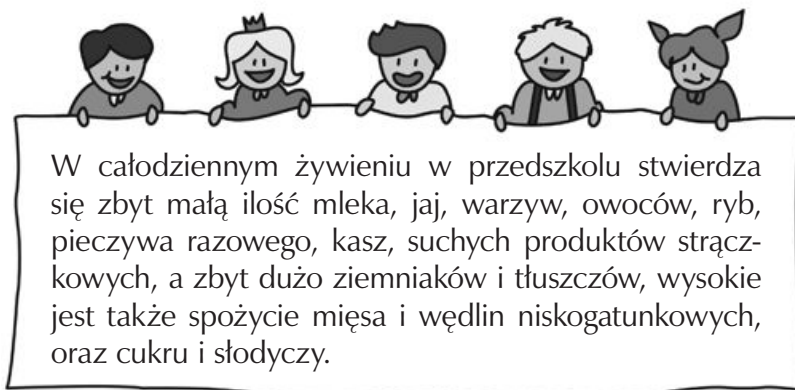 W całodziennym żywieniu w przedszkolu stwierdza
się zbyt małą ilość mleka, jaj, warzyw, owoców, ryb,
pieczywa razowego, kasz, suchych produktów strącz-
kowych, a zbyt dużo ziemniaków i tłuszczów, wysokie
jest także spożycie mięsa i wędlin niskogatunkowych,
oraz cukru i słodyczy.